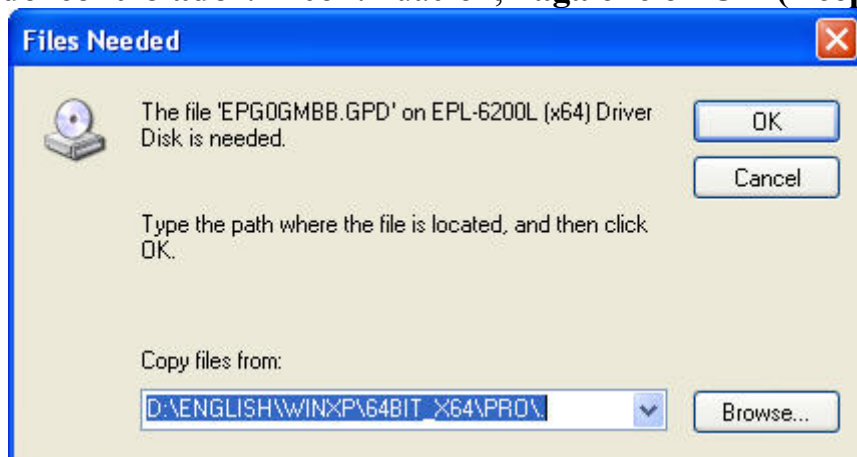 Files Needed
The file 'EPG0GMBB.GPD' on EPL-6200L (x64) Driver
Disk is needed.
OK
Cancel
Type the path where the file is located, and then click
OK.
Copy files from:
D:\ENGLISH\WINXP\64BIT_X64\PRO\.
Browse...